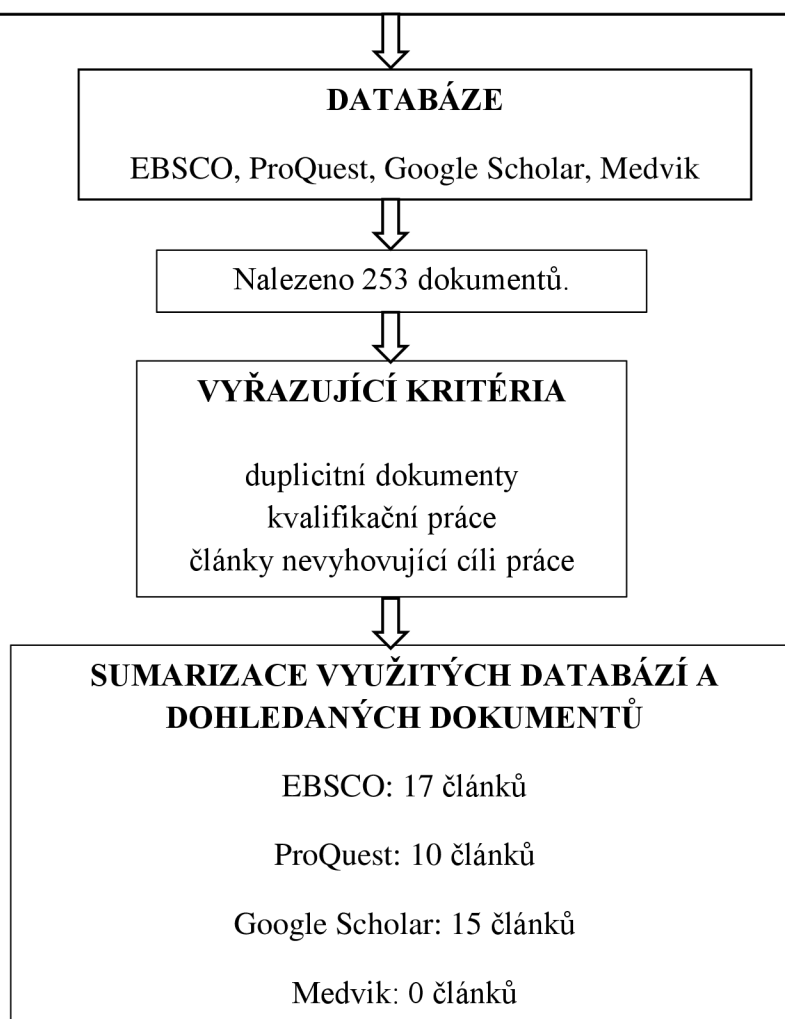 DATABÁZE
EBSCO, ProQuest, Google Scholar, Medvik
Nalezeno 253 dokumentů.
VYŘAZUJÍCÍ KRITÉRIA
duplicitní dokumenty
kvalifikační práce
články nevyhovující cíli práce
SUMARIZACE VYUŽITÝCH DATABÁZÍ A
DOHLEDANÝCH DOKUMENTŮ
EBSCO: 17 článků
ProQuest: 10 článků
Google Scholar: 15 článků
Medvik: 0 článků